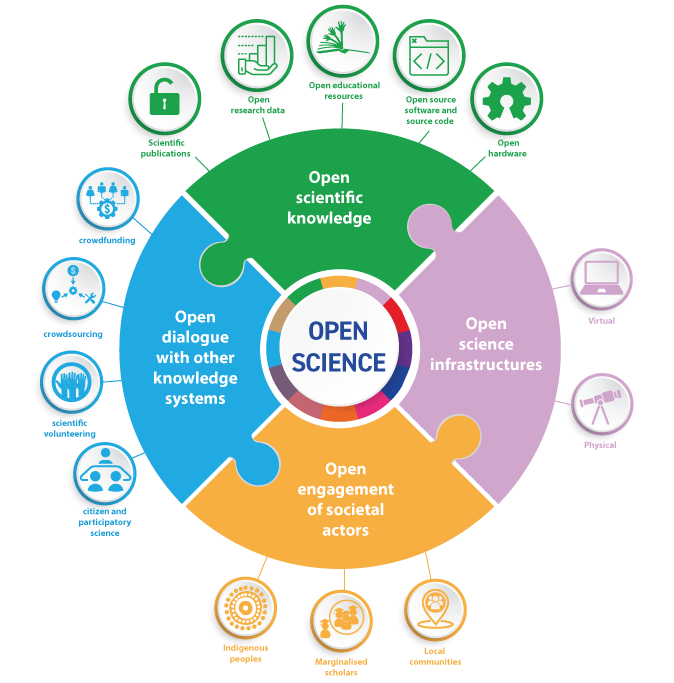 Open educational
resources
Open
research data
Open source
software and
source code
Scientific
publications
Open
hardware
Open
scientific
knowledge
crowdfunding
crowdsourcing
scientific
volunteering
citizen and
participatory
science
Open
dialogue
with other
knowledge
systems
OPEN
SCIENCE
Open
science
infrastructures
Virtual
Physical
Open
engagement
of societal
actors
Indigenous
peoples
Marginalised
scholars
Local
communities